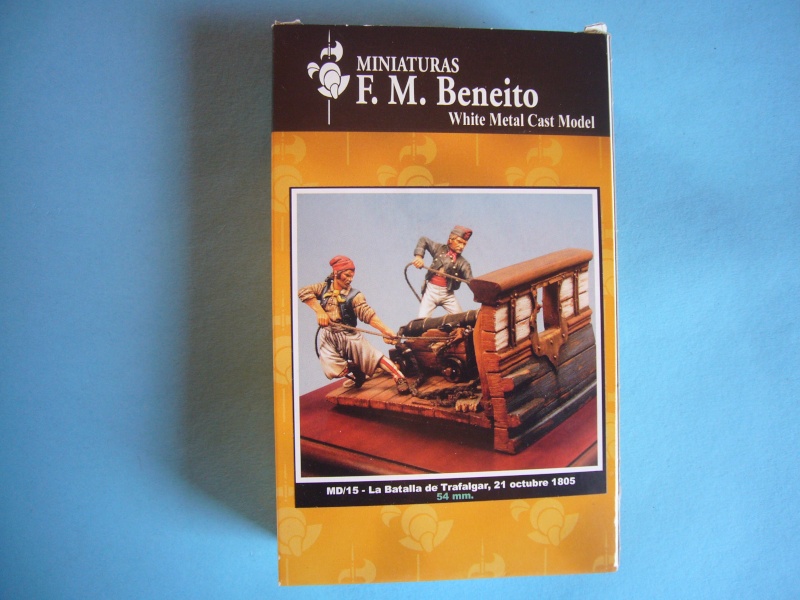 MINIATURAS
F. M. Beneito
White Metal Cast Model
MD/15 - La Batalla de Trafalgar, 21 octubre 1805
54 mm.